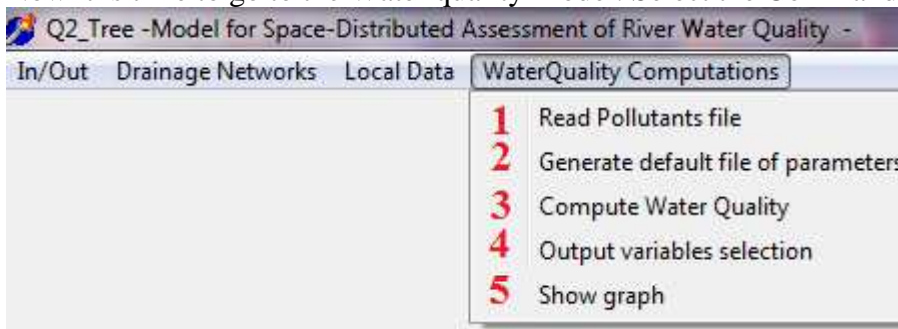 Q2_Tree -Model for Space-Distributed Assessment of River Water Quality -
In/Out Drainage Networks Local Data WaterQuality Computations
1 Read Pollutants file
2 Generate default file of parameters
3 Compute Water Quality
4 Output variables selection
5 Show graph